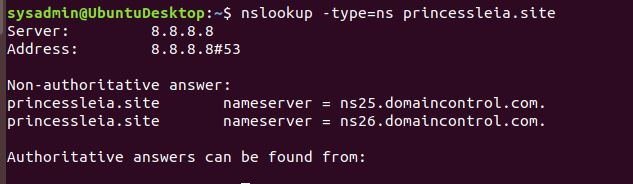 sysadmin@UbuntuDesktop:~$ nslookup -type=ns princessleia.site
Server:		8.8.8.8
Address:	8.8.8.8#53

Non-authoritative answer:
princessleia.site	nameserver = ns25.domaincontrol.com.
princessleia.site	nameserver = ns26.domaincontrol.com.

Authoritative answers can be found from: